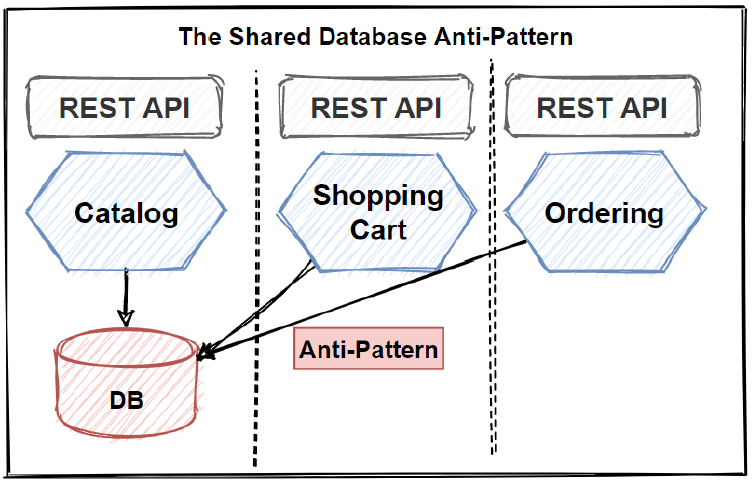 The Shared Database Anti-Pattern
REST API
REST API
REST API
Catalog
Shopping
Cart
Ordering
Anti-Pattern
DB